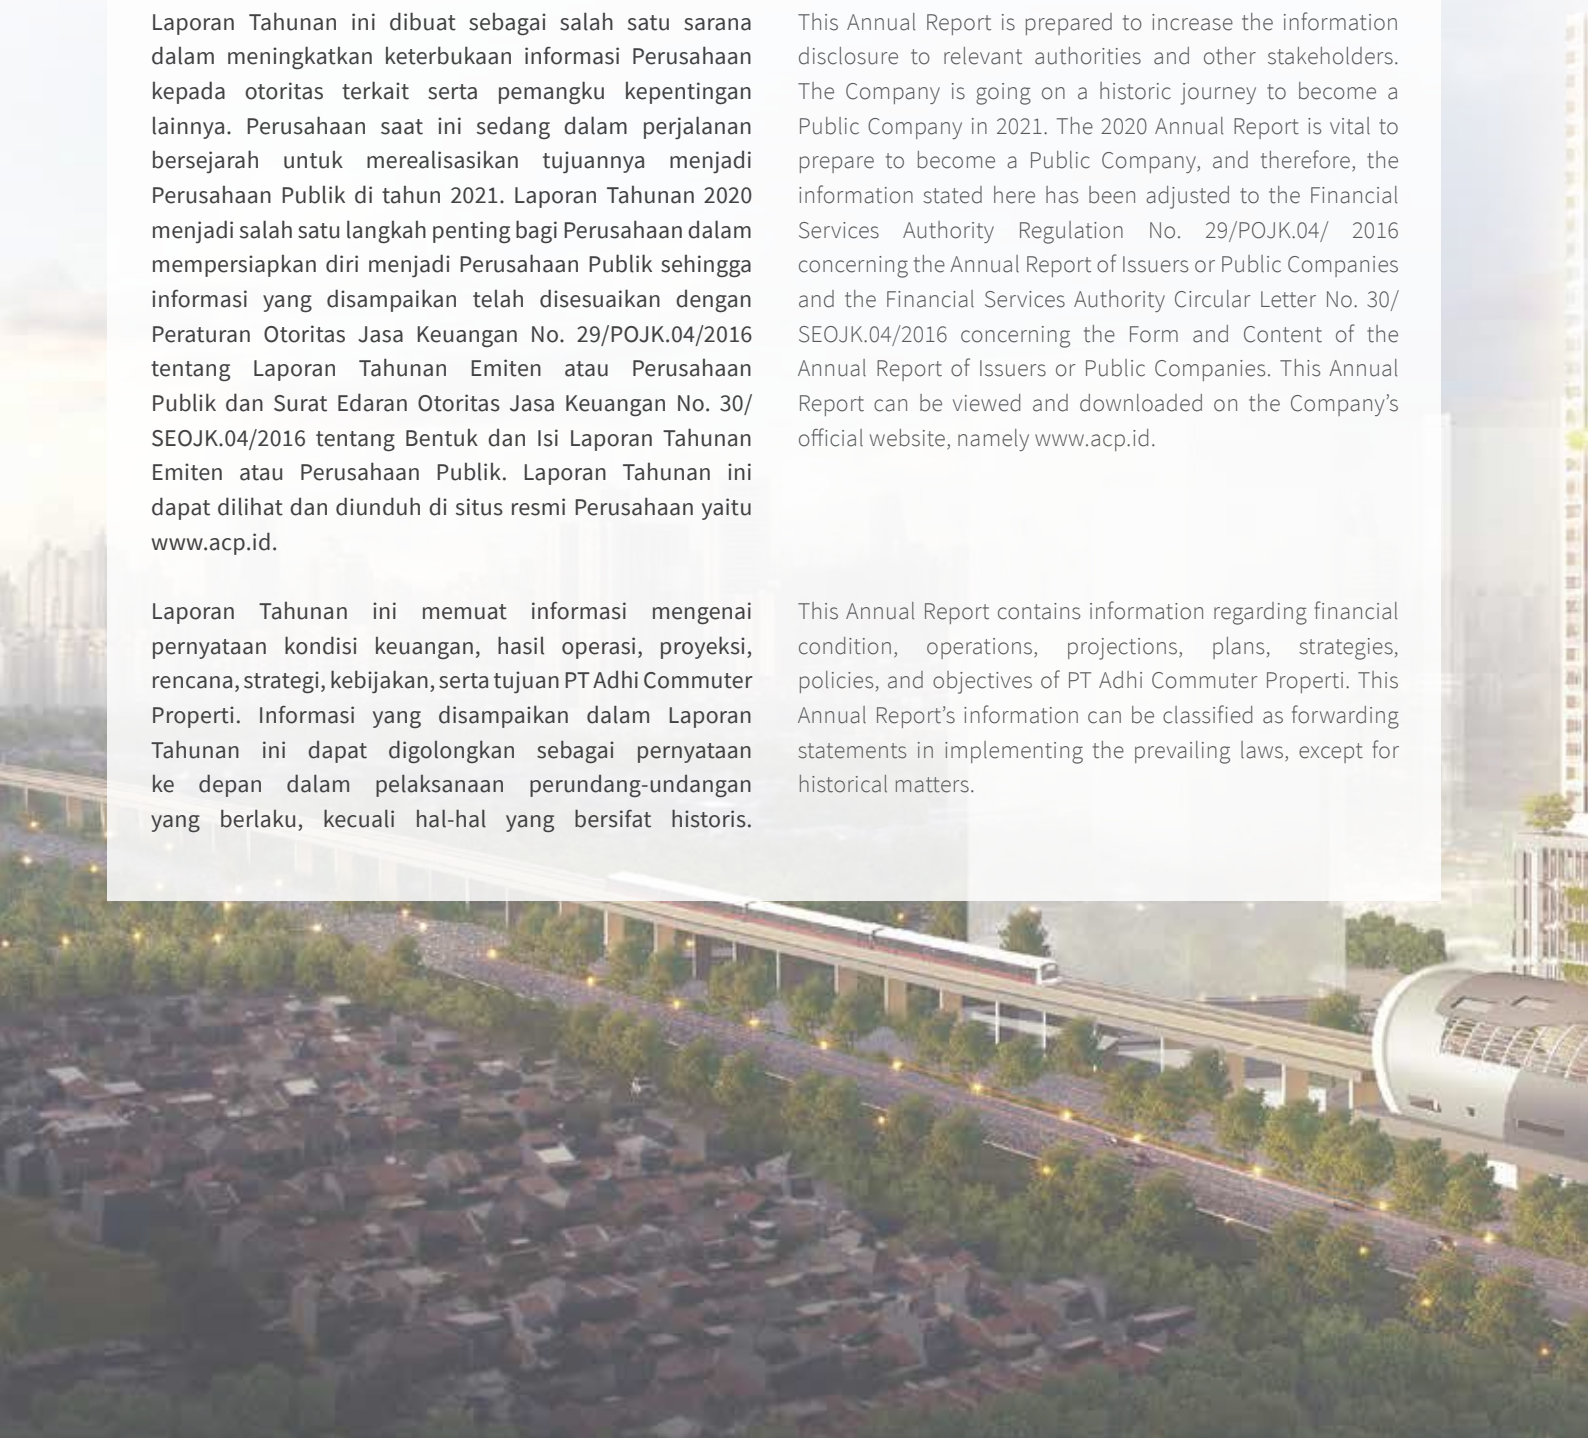 Laporan Tahunan ini dibuat sebagai salah satu sarana
dalam meningkatkan keterbukaan informasi Perusahaan
kepada otoritas terkait serta pemangku kepentingan
lainnya. Perusahaan saat ini sedang dalam perjalanan
bersejarah untuk merealisasikan tujuannya menjadi
Perusahaan Publik di tahun 2021. Laporan Tahunan 2020
menjadi salah satu langkah penting bagi Perusahaan dalam
mempersiapkan diri menjadi Perusahaan Publik sehingga
informasi yang disampaikan telah disesuaikan dengan
Peraturan Otoritas Jasa Keuangan No. 29/POJK.04/2016
tentang Laporan Tahunan Emiten atau Perusahaan
Publik dan Surat Edaran Otoritas Jasa Keuangan No. 30/
SEOJK.04/2016 tentang Bentuk dan Isi Laporan Tahunan
Emiten atau Perusahaan Publik. Laporan Tahunan ini
dapat dilihat dan diunduh di situs resmi Perusahaan yaitu
www.acp.id.
Laporan Tahunan ini memuat informasi mengenai
pernyataan kondisi keuangan, hasil operasi, proyeksi,
rencana, strategi, kebijakan, serta tujuan PT Adhi Commuter
Properti. Informasi yang disampaikan dalam Laporan
Tahunan ini dapat digolongkan sebagai pernyataan
ke depan dalam pelaksanaan perundang-undangan
yang berlaku, kecuali hal-hal yang bersifat historis.
This Annual Report is prepared to increase the information
disclosure to relevant authorities and other stakeholders.
The Company is going on a historic journey to become a
Public Company in 2021. The 2020 Annual Report is vital to
prepare to become a Public Company, and therefore, the
information stated here has been adjusted to the Financial
Services Authority Regulation No. 29/POJK.04/ 2016
concerning the Annual Report of Issuers or Public Companies
and the Financial Services Authority Circular Letter No. 30/
SEOJK.04/2016 concerning the Form and Content of the
Annual Report of Issuers or Public Companies. This Annual
Report can be viewed and downloaded on the Company’s
official website, namely www.acp.id.
This Annual Report contains information regarding financial
condition, operations, projections, plans, strategies,
policies, and objectives of PT Adhi Commuter Properti. This
Annual Report’s information can be classified as forwarding
statements in implementing the prevailing laws, except for
historical matters.